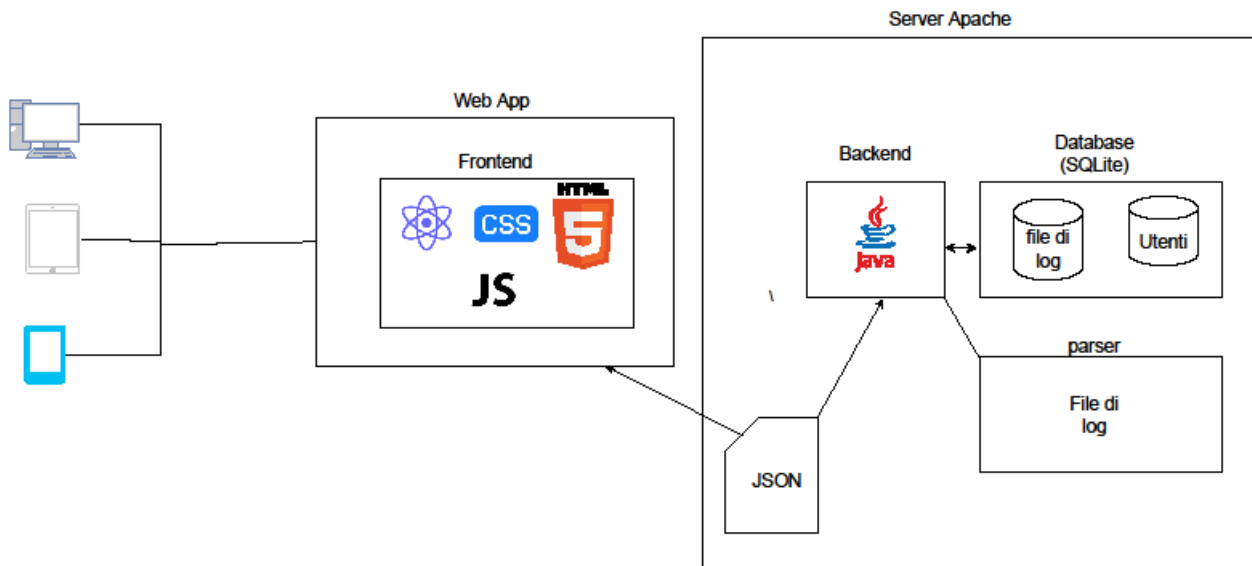 Server Apache
Web App
Frontend
HTML
CSS
5
JS
Backend
Java
Database
(SQLite)
file di
log
Utenti
\
parser
File di
log
JSON